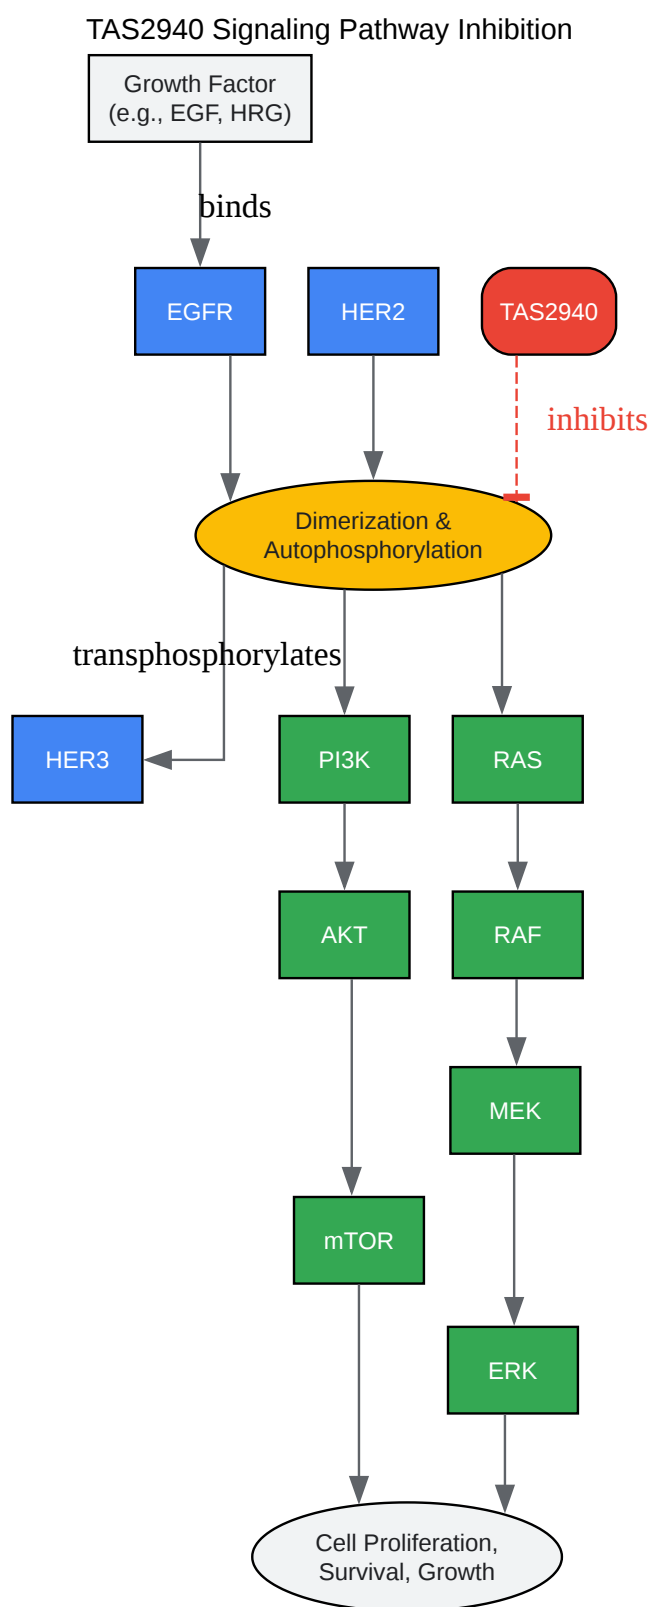 TAS2940 Signaling Pathway Inhibition
Growth Factor
(e.g., EGF, HRG)
binds
EGFR
HER2
TAS2940
inhibits
Dimerization &
Autophosphorylation
transphosphorylates
HER3
PI3K
RAS
AKT
RAF
MEK
mTOR
ERK
Cell Proliferation,
Survival, Growth